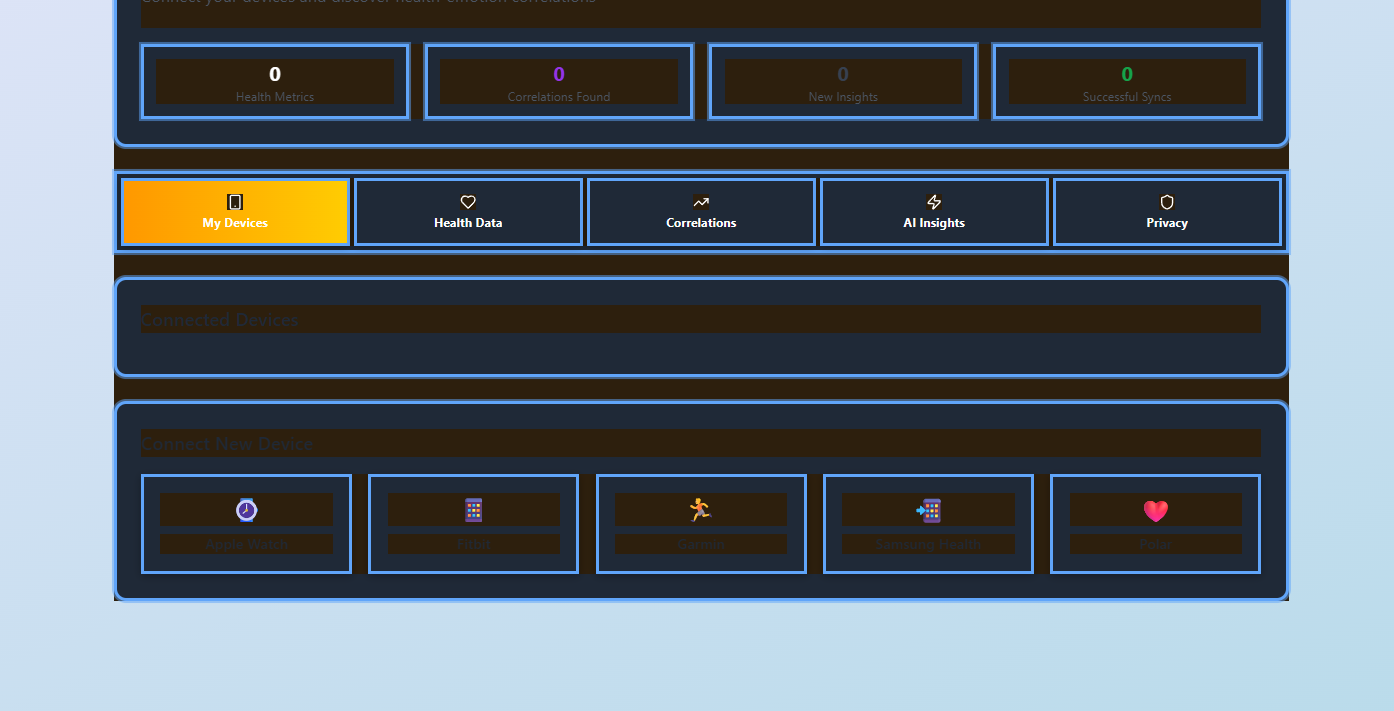 Connect your devices and discover health-emotion correlations
0
Health Metrics
0
Correlations Found
0
New Insights
0
Successful Syncs
My Devices
Health Data
Correlations
AI Insights
Privacy
Connected Devices
Connect New Device
Apple Watch
Fitbit
Garmin
Samsung Health
Polar